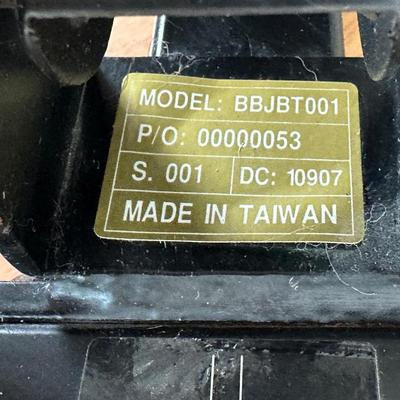 MODEL: BBJBT001
P/O: 00000053
S. 001 DC: 10907
MADE IN TAIWAN